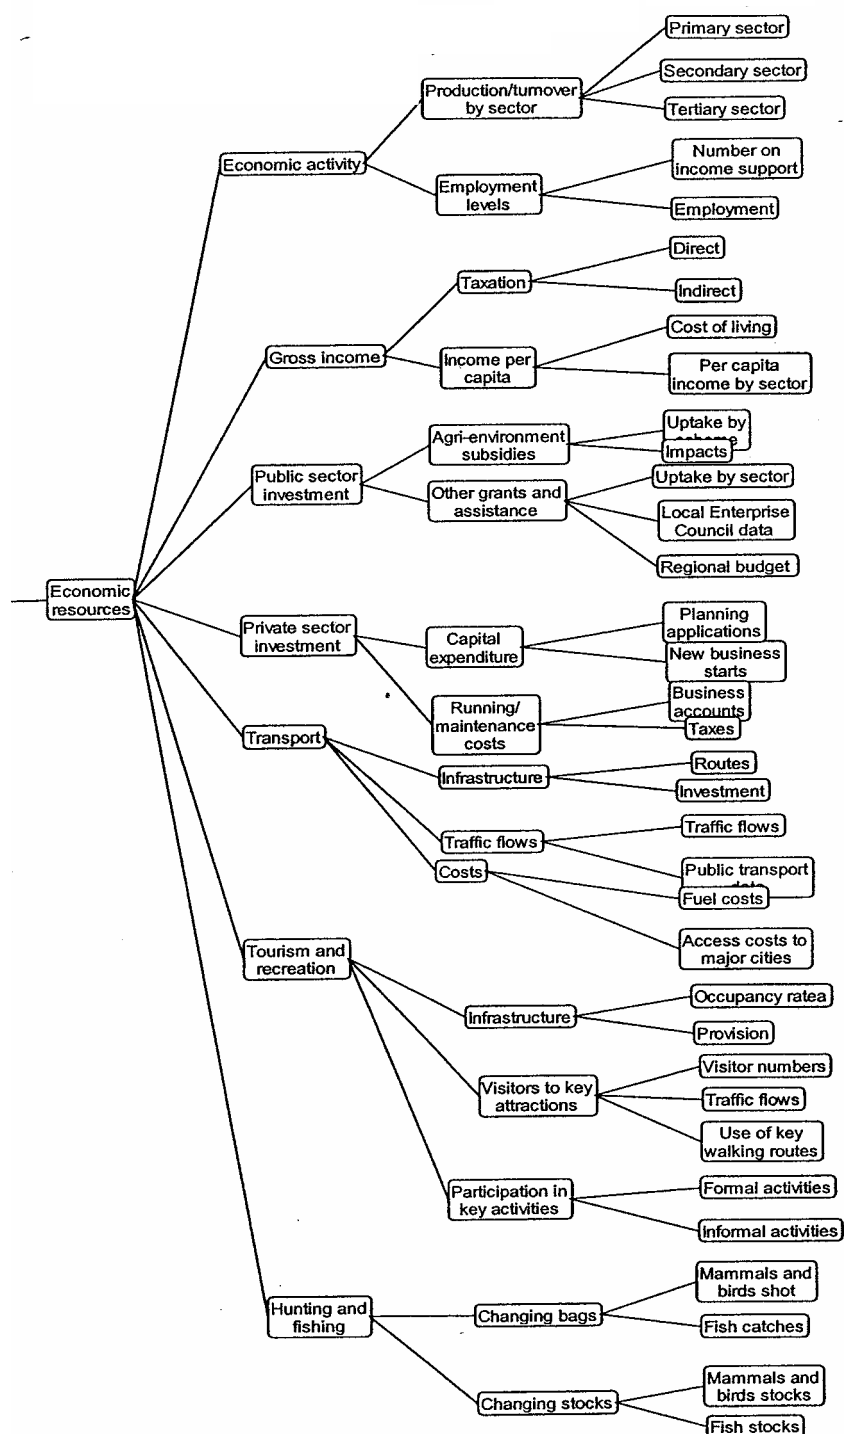 Economic
resources
Economic activity
Production/turnover
by sector
Primary sector
Secondary sector
Tertiary sector
Employment
levels
Number on
income support
Employment
Gross income
Taxation
Direct
Indirect
Income per
capita
Cost of living
Per capita
income by sector
Public sector
investment
Agri-environment
subsidies
Uptake by
Impacts
Other grants and
assistance
Uptake by sector
Local Enterprise
Council data
Regional budget
Private sector
investment
Capital
expenditure
Planning
applications
New business
starts
Running/
maintenance
costs
Business
accounts
Taxes
Transport
Infrastructure
Routes
Investment
Traffic flows
Traffic flows
Public transport
Costs
Fuel costs
Access costs to
major cities
Tourism and
recreation
Infrastructure
Occupancy ratea
Provision
Visitors to key
attractions
Visitor numbers
Traffic flows
Use of key
walking routes
Participation in
key activities
Formal activities
Informal activities
Hunting and
fishing
Changing bags
Mammals and
birds shot
Fish catches
Changing stocks
Mammals and
birds stocks
Fish stocks